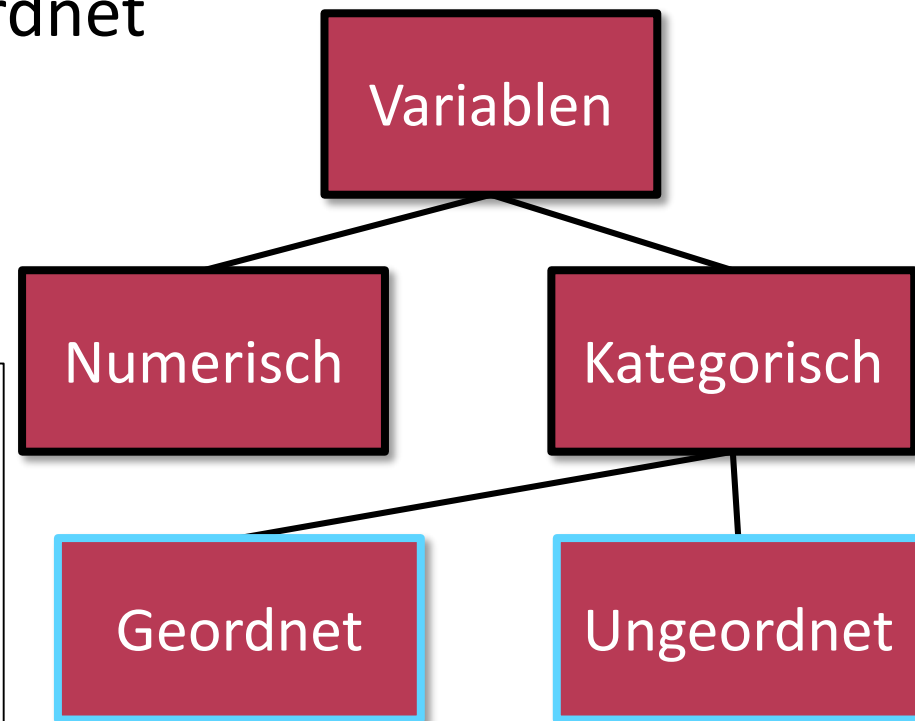 rdnet
Variablen
Numerisch
Kategorisch
Geordnet
Ungeordnet